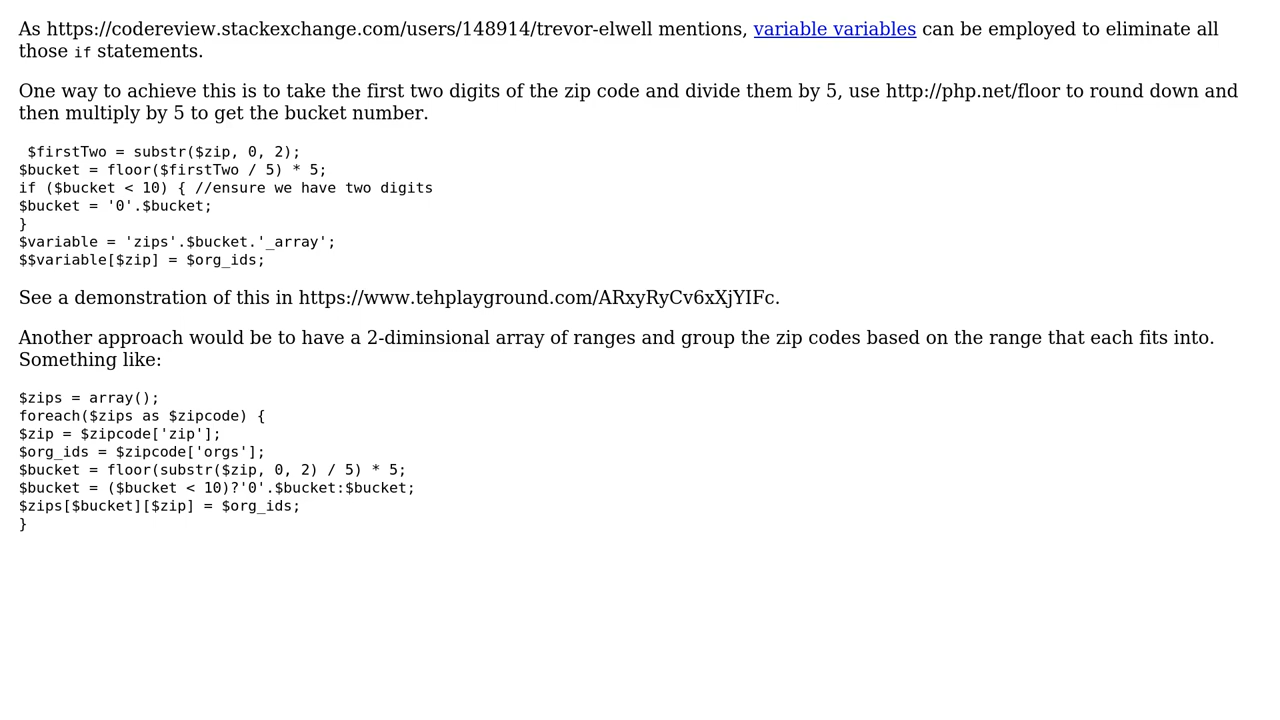 As https://codereview.stackexchange.com/users/148914/trevor-elwell mentions, variable variables can be employed to eliminate all
those if statements.
One way to achieve this is to take the first two digits of the zip code and divide them by 5, use http://php.net/floor to round down and
then multiply by 5 to get the bucket number.
$firstTwo = substr($zip, 0, 2);
$bucket = floor($firstTwo / 5) * 5;
if ($bucket < 10) { //ensure we have two digits
$bucket = '0'.$bucket;
}
$variable = 'zips'.$bucket.'_array';
$$variable[$zip] = $org_ids;
See a demonstration of this in https://www.tehplayground.com/ARxyRyCv6xXjYIFc.
Another approach would be to have a 2-diminsional array of ranges and group the zip codes based on the range that each fits into.
Something like:
$zips = array();
foreach($zips as $zipcode) {
$zip = $zipcode['zip'];
$org_ids = $zipcode['orgs'];
$bucket = floor(substr($zip, 0, 2) / 5) * 5;
$bucket = ($bucket < 10)?'0'.$bucket:$bucket;
$zips[$bucket][$zip] = $org_ids;
}